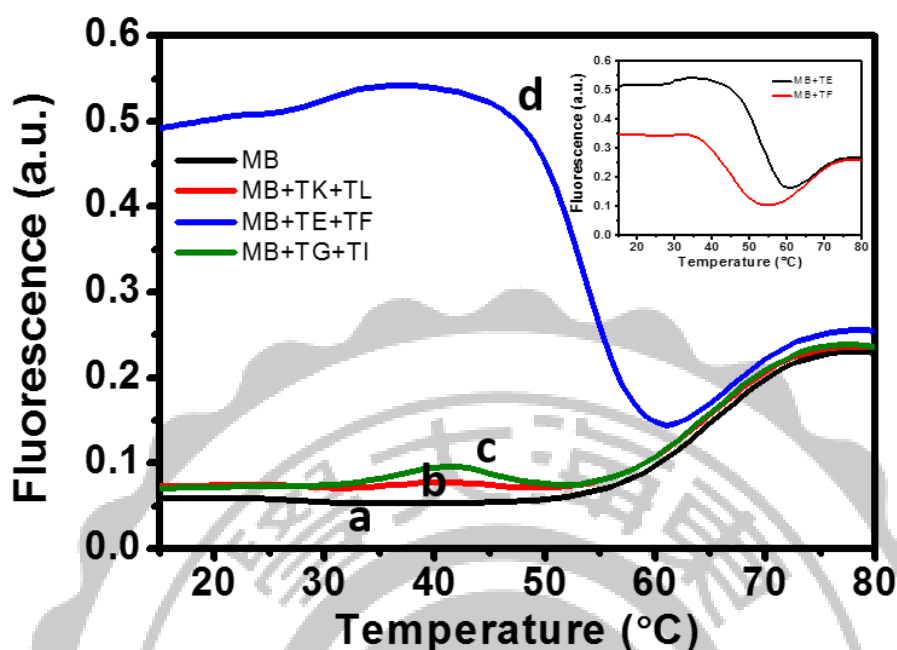 Fluorescence (a.u.)
0.6
0.5
0.4
0.3
0.2
0.1
0.0
MB
MB+TK+TL
MB+TE+TF
MB+TG+TI
a
b
c
d
20 30 40 50 60 70 80
Temperature (°C)
Fluorescence (a.u.)
0.6
0.5
0.4
0.3
0.2
0.1
0.0
MB+TE
MB+TF
20 30 40 50 60 70 80
Temperature (°C)